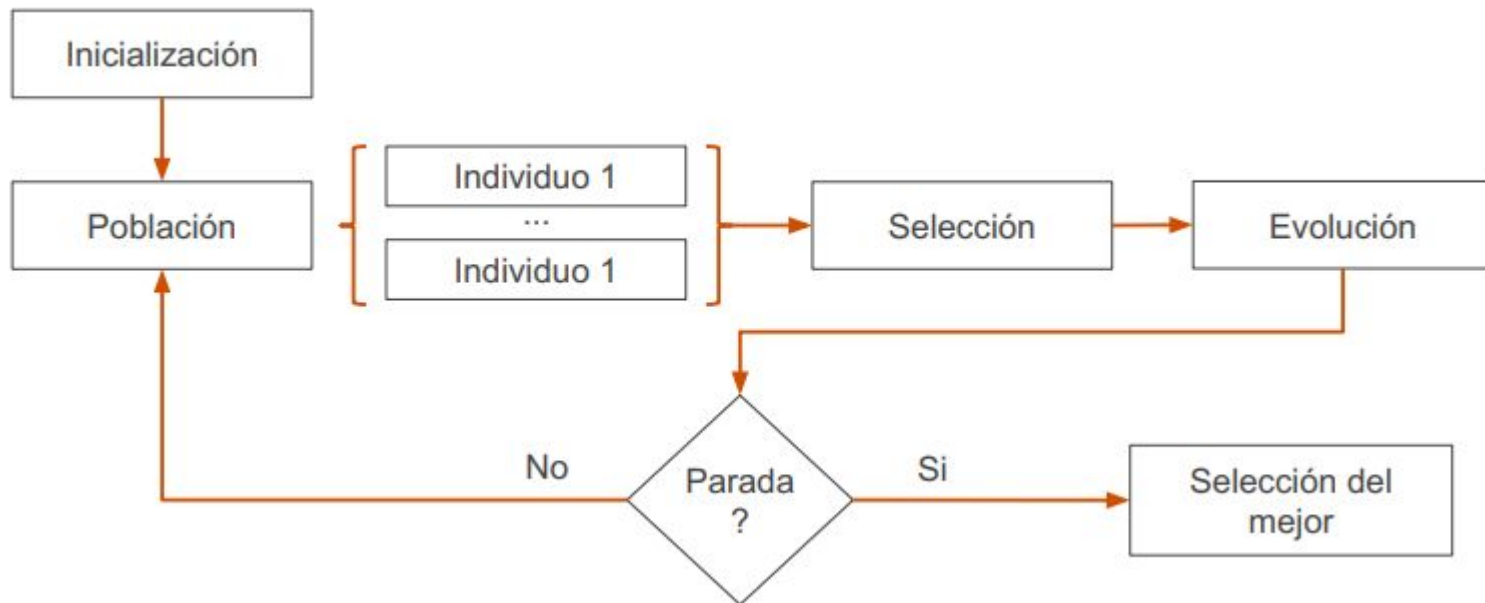 Inicialización
Población
Individuo 1
...
Individuo 1
Selección
Evolución
No
Parada
?
Si
Selección del
mejor